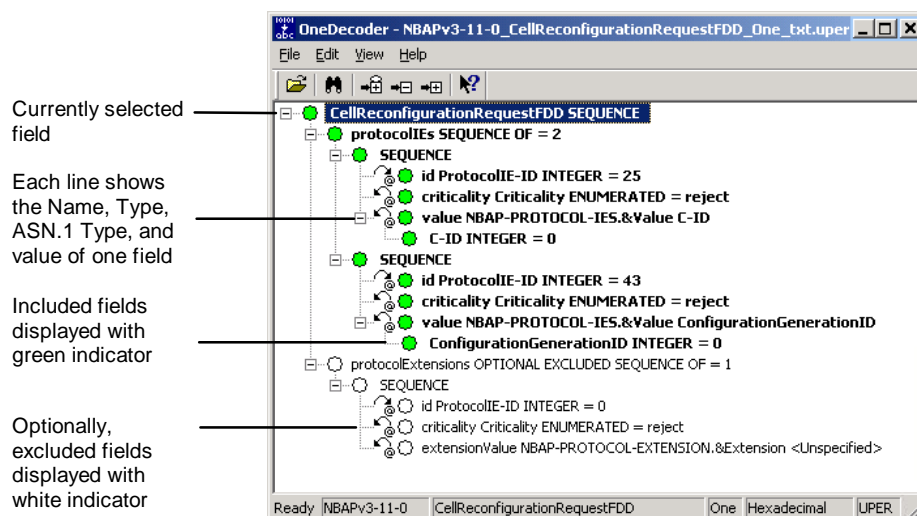 OneDecoder - NBAPv3-11-0_CellReconfigurationRequestFDD_One_txt.uper
File Edit View Help
Currently selected
field
Each line shows
the Name, Type,
ASN.1 Type, and
value of one field
Included fields
displayed with
green indicator
Optionally,
excluded fields
displayed with
white indicator
CellReconfigurationRequestFDD SEQUENCE
protocolIEs SEQUENCE OF = 2
SEQUENCE
id ProtocolIE-ID INTEGER = 25
criticality Criticality ENUMERATED = reject
value NBAP-PROTOCOL-IES.&Value C-ID
C-ID INTEGER = 0
SEQUENCE
id ProtocolIE-ID INTEGER = 43
criticality Criticality ENUMERATED = reject
value NBAP-PROTOCOL-IES.&Value ConfigurationGenerationID
ConfigurationGenerationID INTEGER = 0
protocolExtensions OPTIONAL EXCLUDED SEQUENCE OF = 1
SEQUENCE
id ProtocolIE-ID INTEGER = 0
criticality Criticality ENUMERATED = reject
extensionValue NBAP-PROTOCOL-EXTENSION.&Extension <Unspecified>
Ready NBAPv3-11-0 CellReconfigurationRequestFDD One Hexadecimal UPER